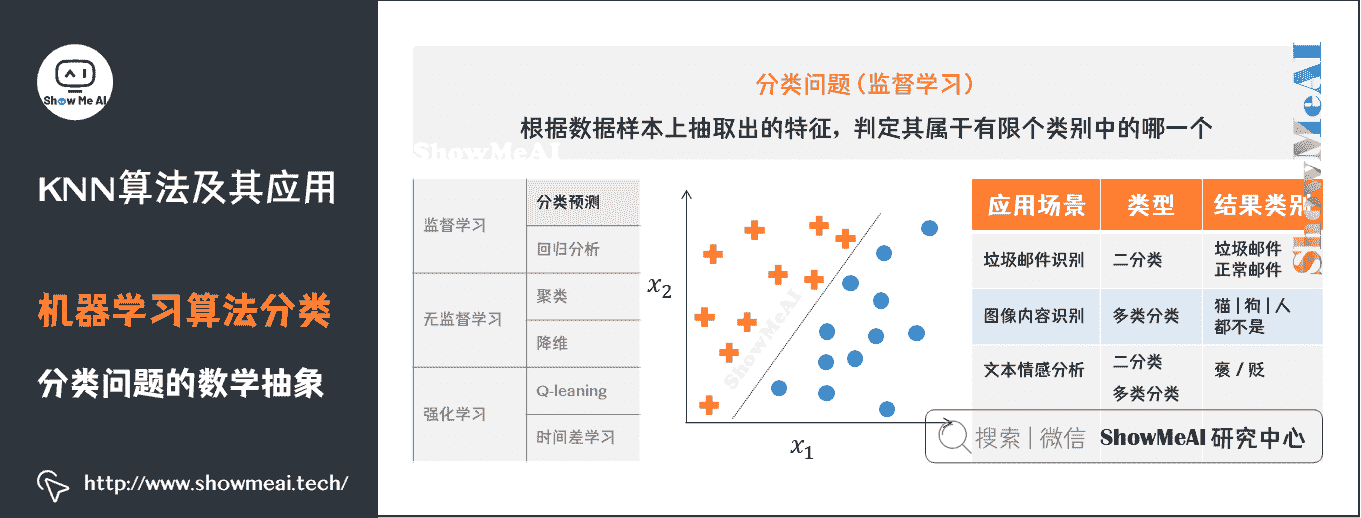 Show Me AI
KNN算法及其应用
机器学习算法分类
分类问题的数学抽象
http://www.showmeai.tech/
分类问题(监督学习)
根据数据样本上抽取出的特征，判定其属于有限个类别中的哪一个
ShowMeAI
ShowMeAI
监督学习
分类预测
回归分析
无监督学习
聚类
降维
强化学习
Q-leaning
时间差学习
x2
x1
ShowMeAI
应用场景 类型 结果类别
垃圾邮件识别 二分类 垃圾邮件
正常邮件
图像内容识别 多类分类 猫 | 狗 | 人
都不是
文本情感分析 二分类 褒 / 贬
多类分类
搜索 | 微信 ShowMeAI 研究中心